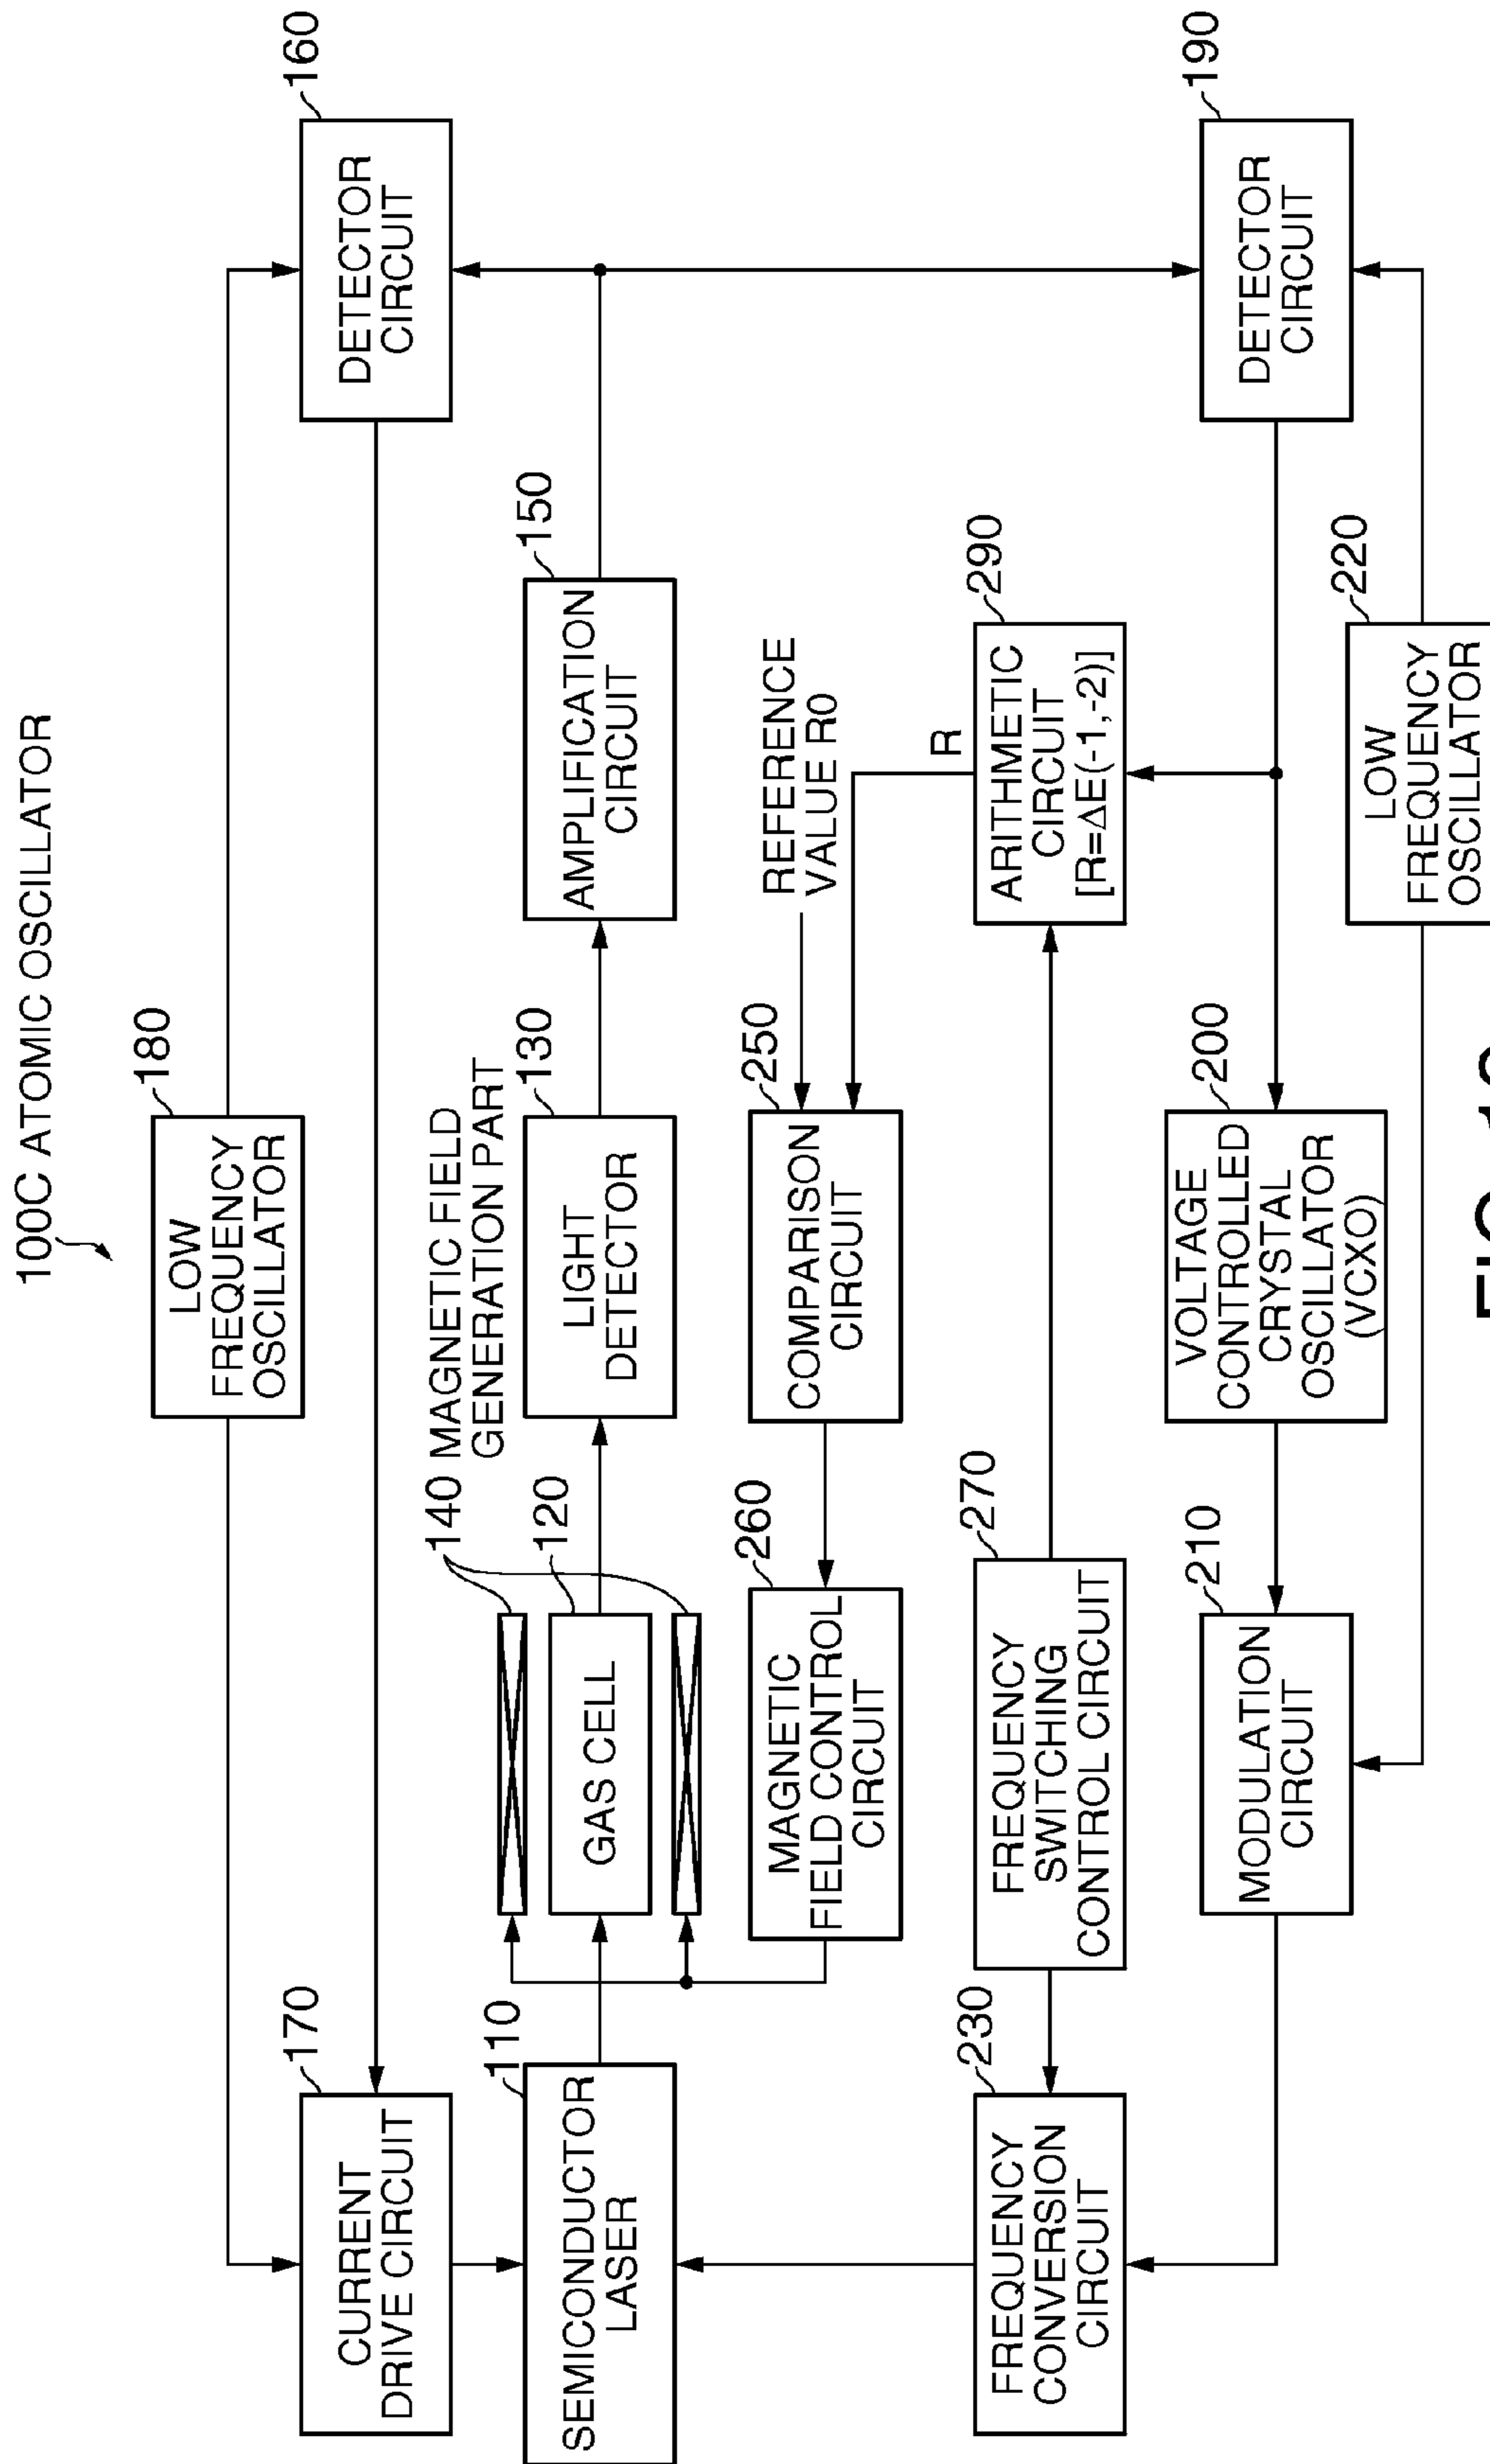 100C ATOMIC OSCILLATOR
180
LOW
FREQUENCY
OSCILLATOR
170
CURRENT
DRIVE CIRCUIT
160
DETECTOR
CIRCUIT
140 MAGNETIC FIELD
GENERATION PART
110
SEMICONDUCTOR
LASER
120
GAS CELL
130
LIGHT
DETECTOR
150
AMPLIFICATION
CIRCUIT
260
MAGNETIC
FIELD CONTROL
CIRCUIT
250
COMPARISON
CIRCUIT
REFERENCE
VALUE R0
R
230
FREQUENCY
CONVERSION
CIRCUIT
270
FREQUENCY
SWITCHING
CONTROL CIRCUIT
290
ARITHMETIC
CIRCUIT
[R=ΔE(-1,-2)]
210
MODULATION
CIRCUIT
200
VOLTAGE
CONTROLLED
CRYSTAL
OSCILLATOR
(VCXO)
190
DETECTOR
CIRCUIT
220
LOW
FREQUENCY
OSCILLATOR